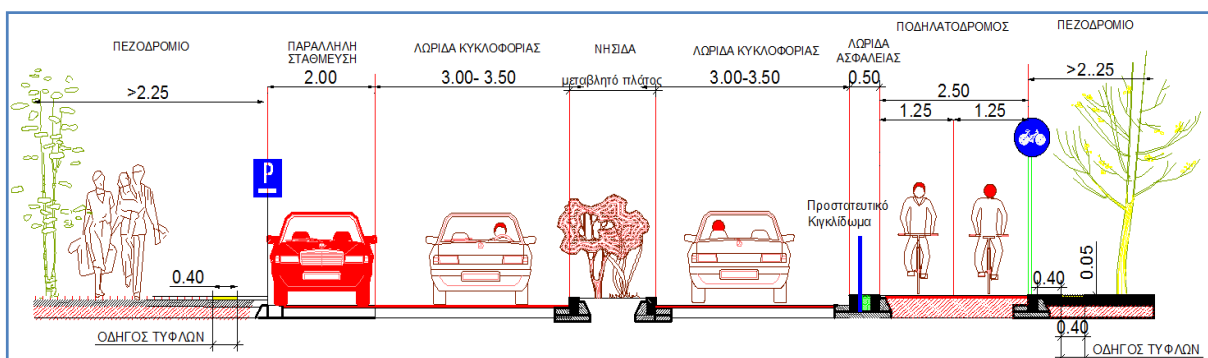 ΠΕΖΟΔΡΟΜΙΟ
ΠΑΡΑΛΛΗΛΗ
ΣΤΑΘΜΕΥΣΗ
ΛΩΡΙΔΑ ΚΥΚΛΟΦΟΡΙΑΣ
ΝΗΣΙΔΑ
ΛΩΡΙΔΑ ΚΥΚΛΟΦΟΡΙΑΣ
ΛΩΡΙΔΑ
ΑΣΦΑΛΕΙΑΣ
ΠΟΔΗΛΑΤΟΔΡΟΜΟΣ
ΠΕΖΟΔΡΟΜΙΟ
>2.25
2.00
3.00- 3.50
μεταβλητό πλάτος
3.00-3.50
0.50
2.50
>2..25
1.25
1.25
P
Προστατευτικό
Κιγκλίδωμα
0.40
0.40
0.05
0.40
ΟΔΗΓΟΣ ΤΥΦΛΩΝ
ΟΔΗΓΟΣ ΤΥΦΛΩΝ